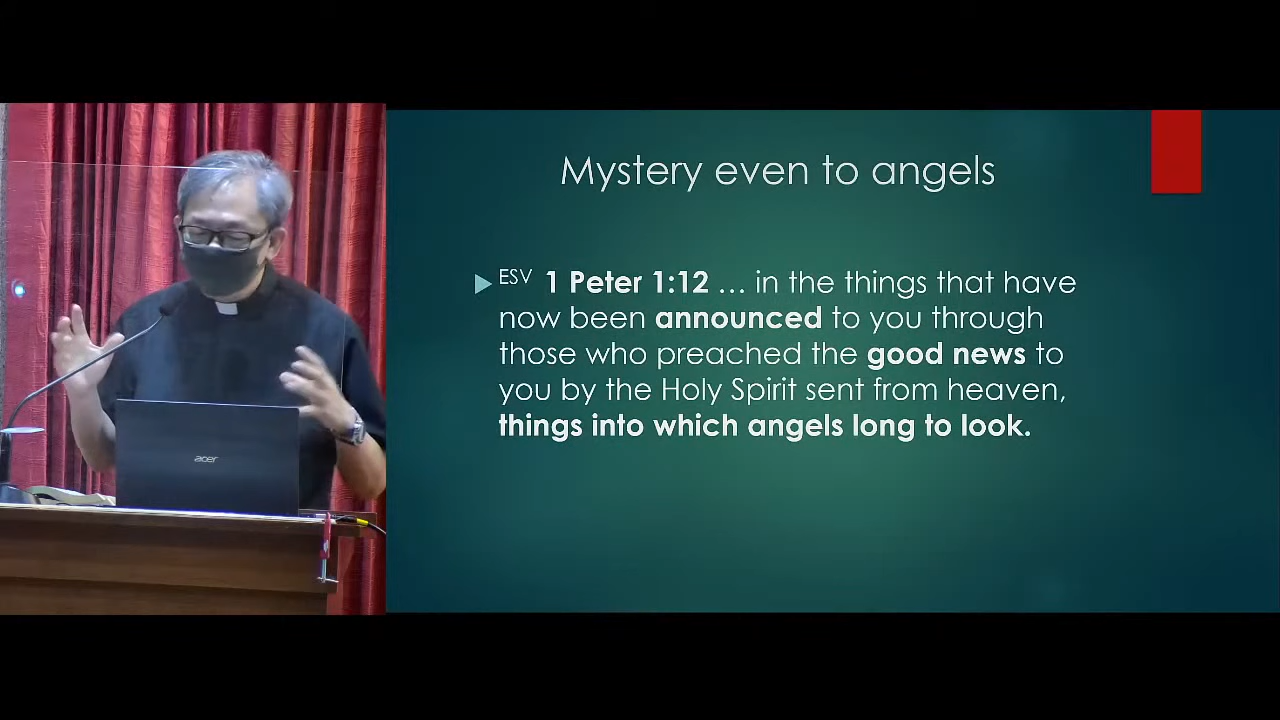 Mystery even to angels
ESV 1 Peter 1:12 … in the things that have
now been announced to you through
those who preached the good news to
you by the Holy Spirit sent from heaven,
things into which angels long to look.
acer